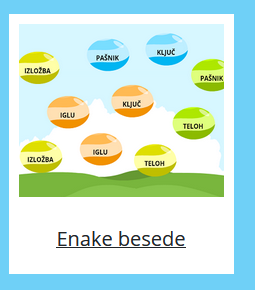 KLJUČ
PAŠNIK
IZLOŽBA
PAŠNIK
KLJUČ
IGLU
TELOH
IGLU
IZLOŽBA
TELOH
Enake besede